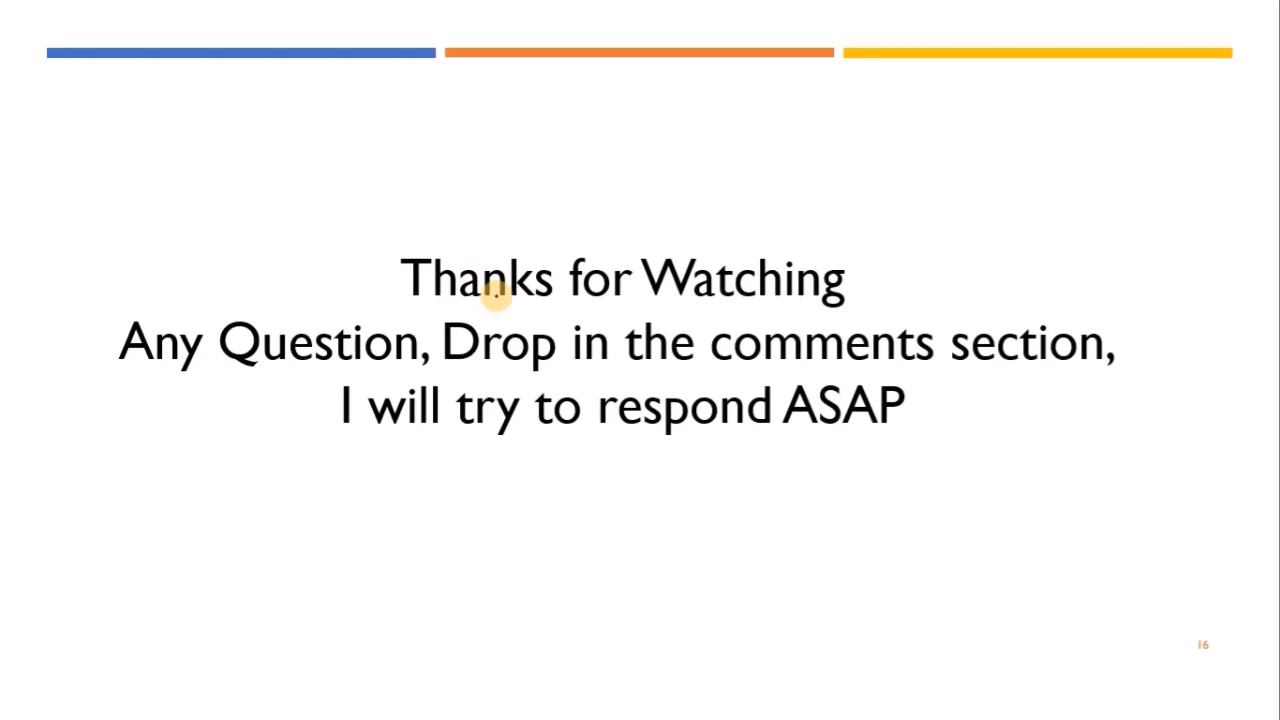 Thanks for Watching
Any Question, Drop in the comments section,
I will try to respond ASAP
16